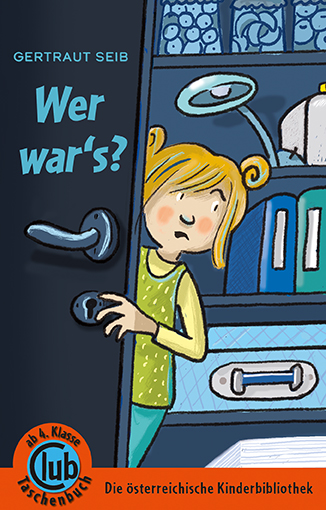 GERTRAUT SEIB
Wer
war's?
ab 4. Klasse
Club
Taschenbuch
Die österreichische Kinderbibliothek